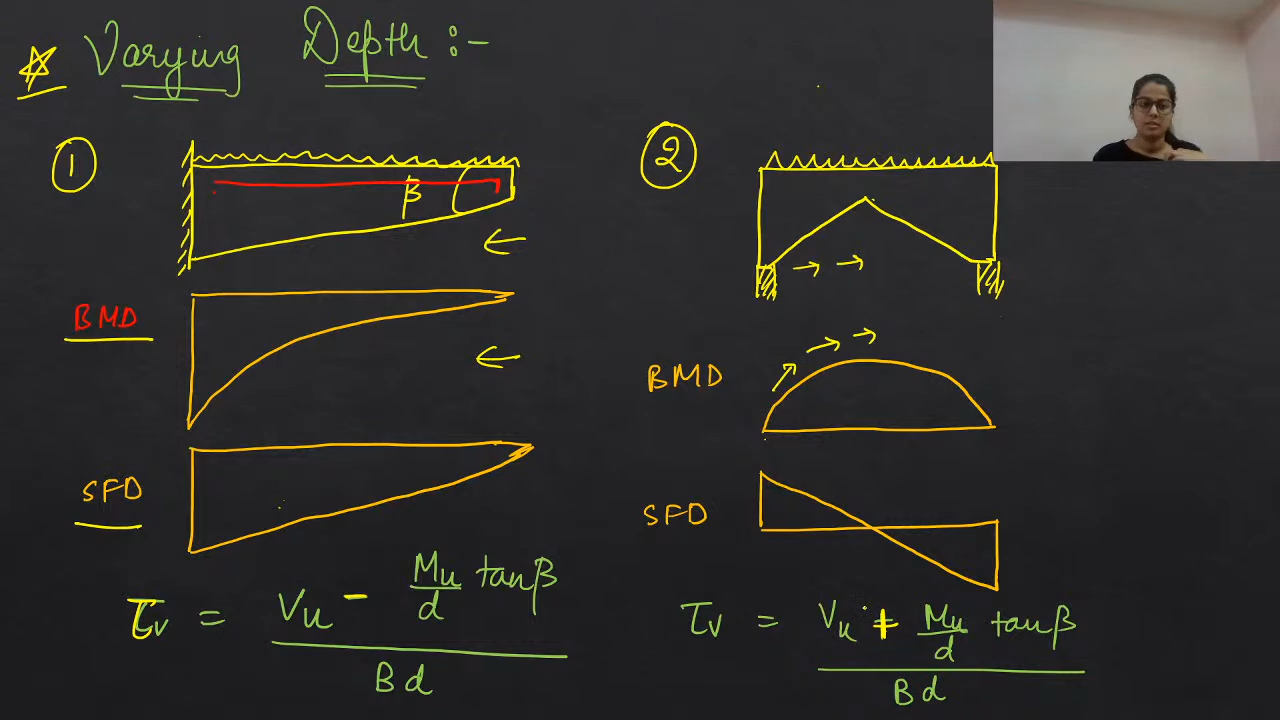 Varying Depth :-
①
②
β
BMD
BMD
SFD
SFD
τv = (Vu - Mu/d tanβ) / Bd
τv = (Vu + Mu/d tanβ) / Bd